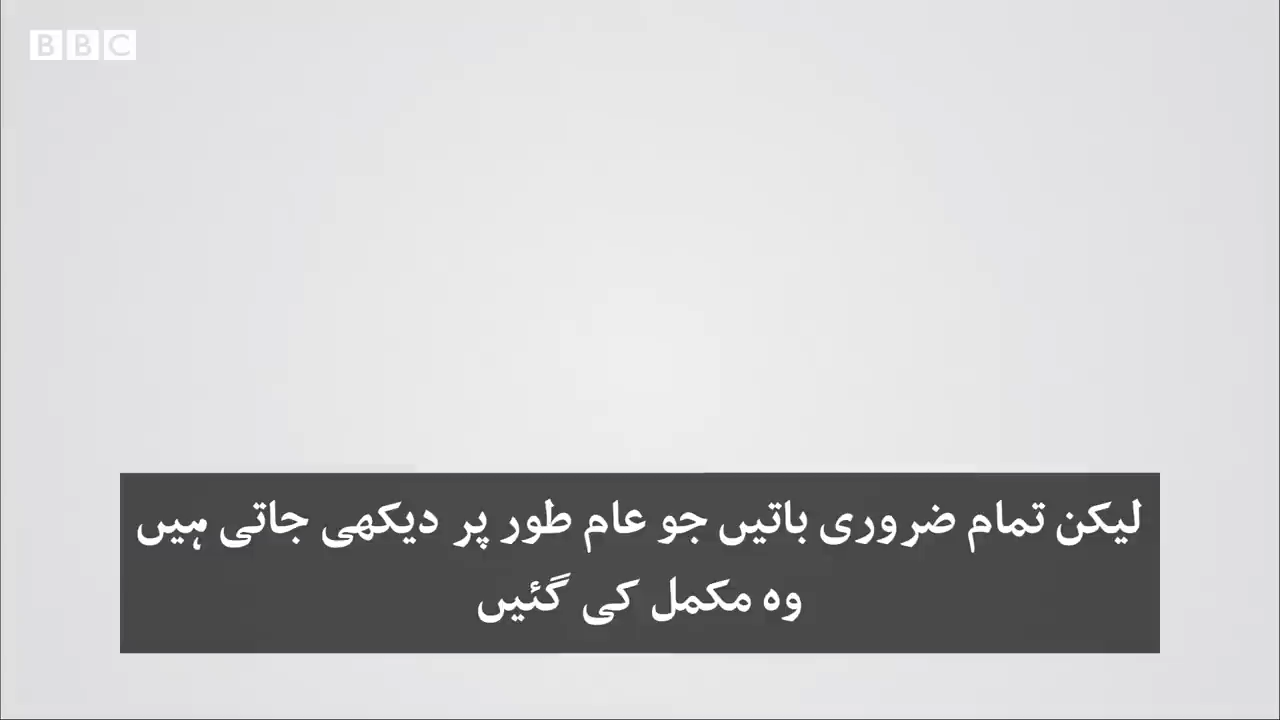 BBC
لیکن تمام ضروری باتیں جو عام طور پر دیکھی جاتی ہیں
وہ مکمل کی گئیں